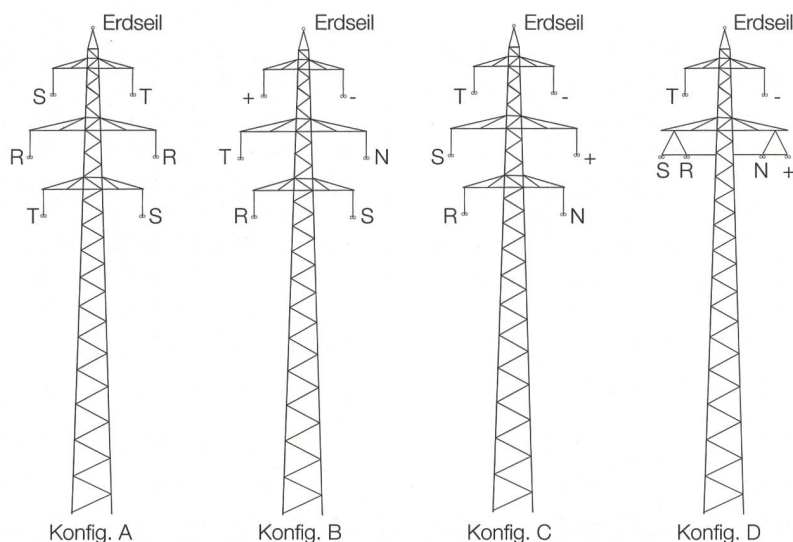 Erdseil Erdseil Erdseil Erdseil
S T + - T - T -
R R T N S + S R N +
T S R S R N
Konfig. A Konfig. B Konfig. C Konfig. D